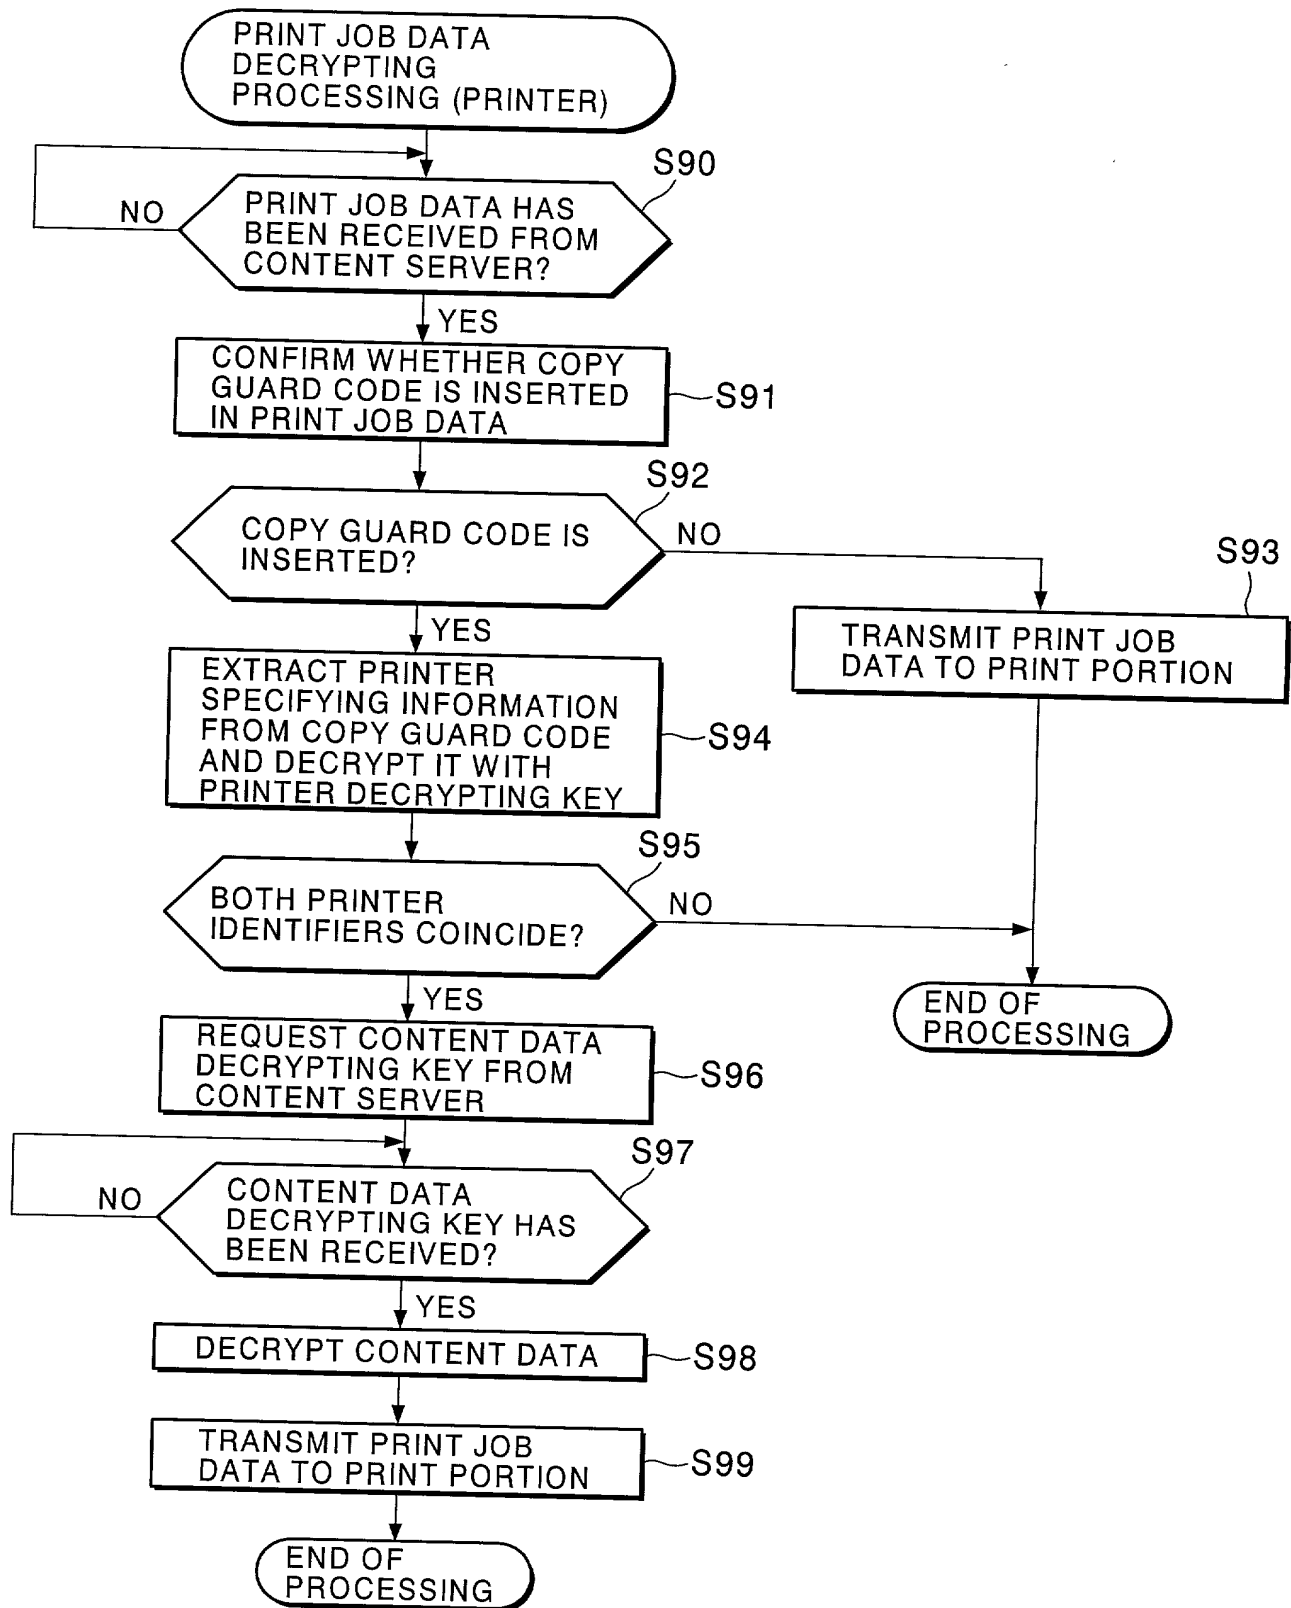 PRINT JOB DATA
DECRYPTING
PROCESSING (PRINTER)
S90
NO
PRINT JOB DATA HAS
BEEN RECEIVED FROM
CONTENT SERVER?
YES
CONFIRM WHETHER COPY
GUARD CODE IS INSERTED
IN PRINT JOB DATA
S91
S92
COPY GUARD CODE IS
INSERTED?
NO
S93
YES
TRANSMIT PRINT JOB
DATA TO PRINT PORTION
EXTRACT PRINTER
SPECIFYING INFORMATION
FROM COPY GUARD CODE
AND DECRYPT IT WITH
PRINTER DECRYPTING KEY
S94
S95
BOTH PRINTER
IDENTIFIERS COINCIDE?
NO
YES
END OF
PROCESSING
REQUEST CONTENT DATA
DECRYPTING KEY FROM
CONTENT SERVER
S96
S97
NO
CONTENT DATA
DECRYPTING KEY HAS
BEEN RECEIVED?
YES
DECRYPT CONTENT DATA
S98
TRANSMIT PRINT JOB
DATA TO PRINT PORTION
S99
END OF
PROCESSING